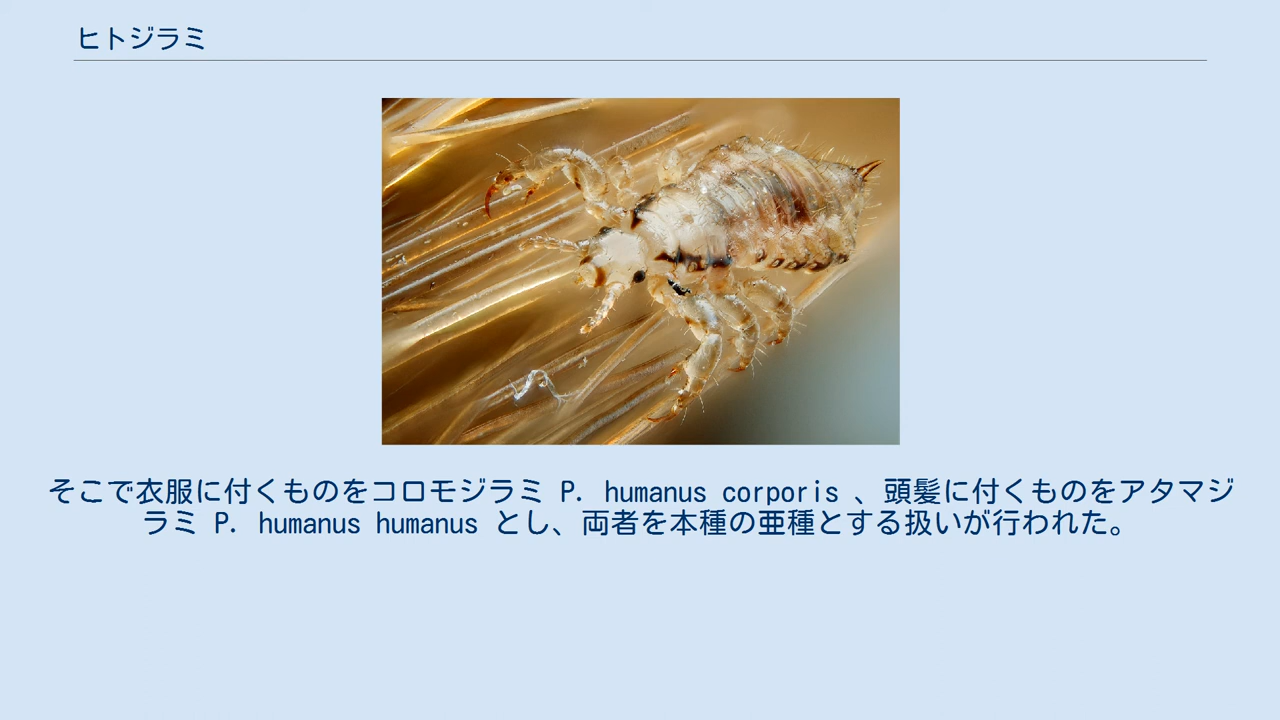 ヒトジラミ
そこで衣服に付くものをコロモジラミ P. humanus corporis 、頭髪に付くものをアタマジ
ラミ P. humanus humanus とし、両者を本種の亜種とする扱いが行われた。